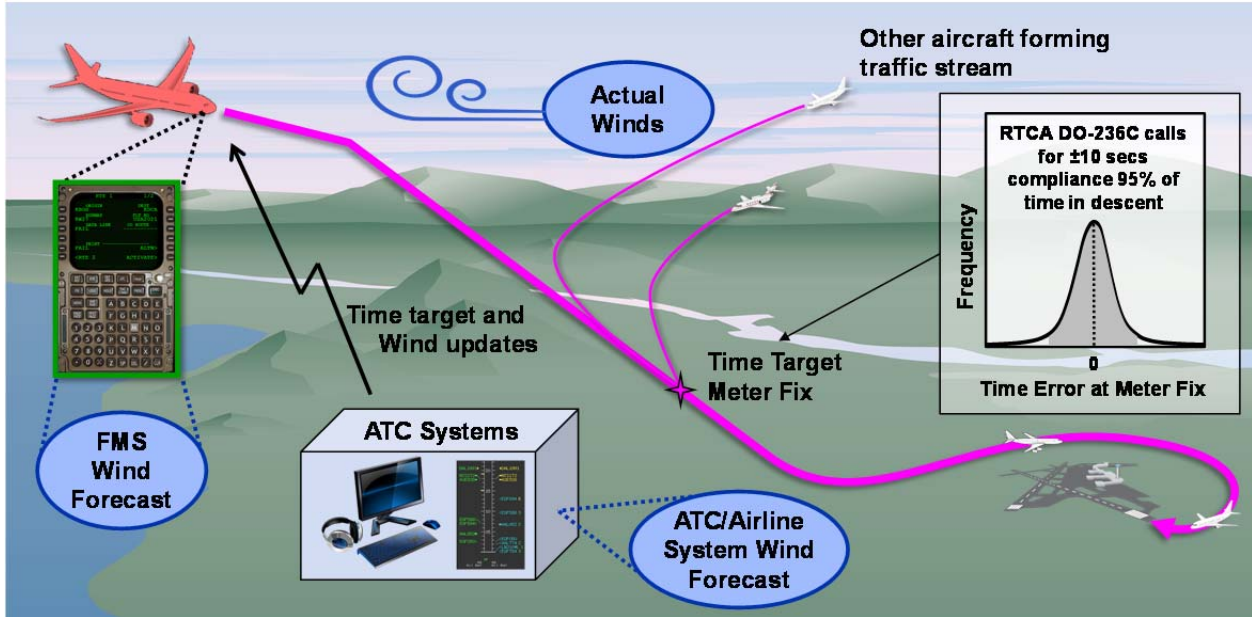 Other aircraft forming
traffic stream
Actual
Winds
RTCA DO-236C calls
for ±10 secs
compliance 95% of
time in descent
Frequency
0
Time Error at Meter Fix
Time target and
Wind updates
Time Target
Meter Fix
ATC Systems
FMS
Wind
Forecast
ATC/Airline
System Wind
Forecast